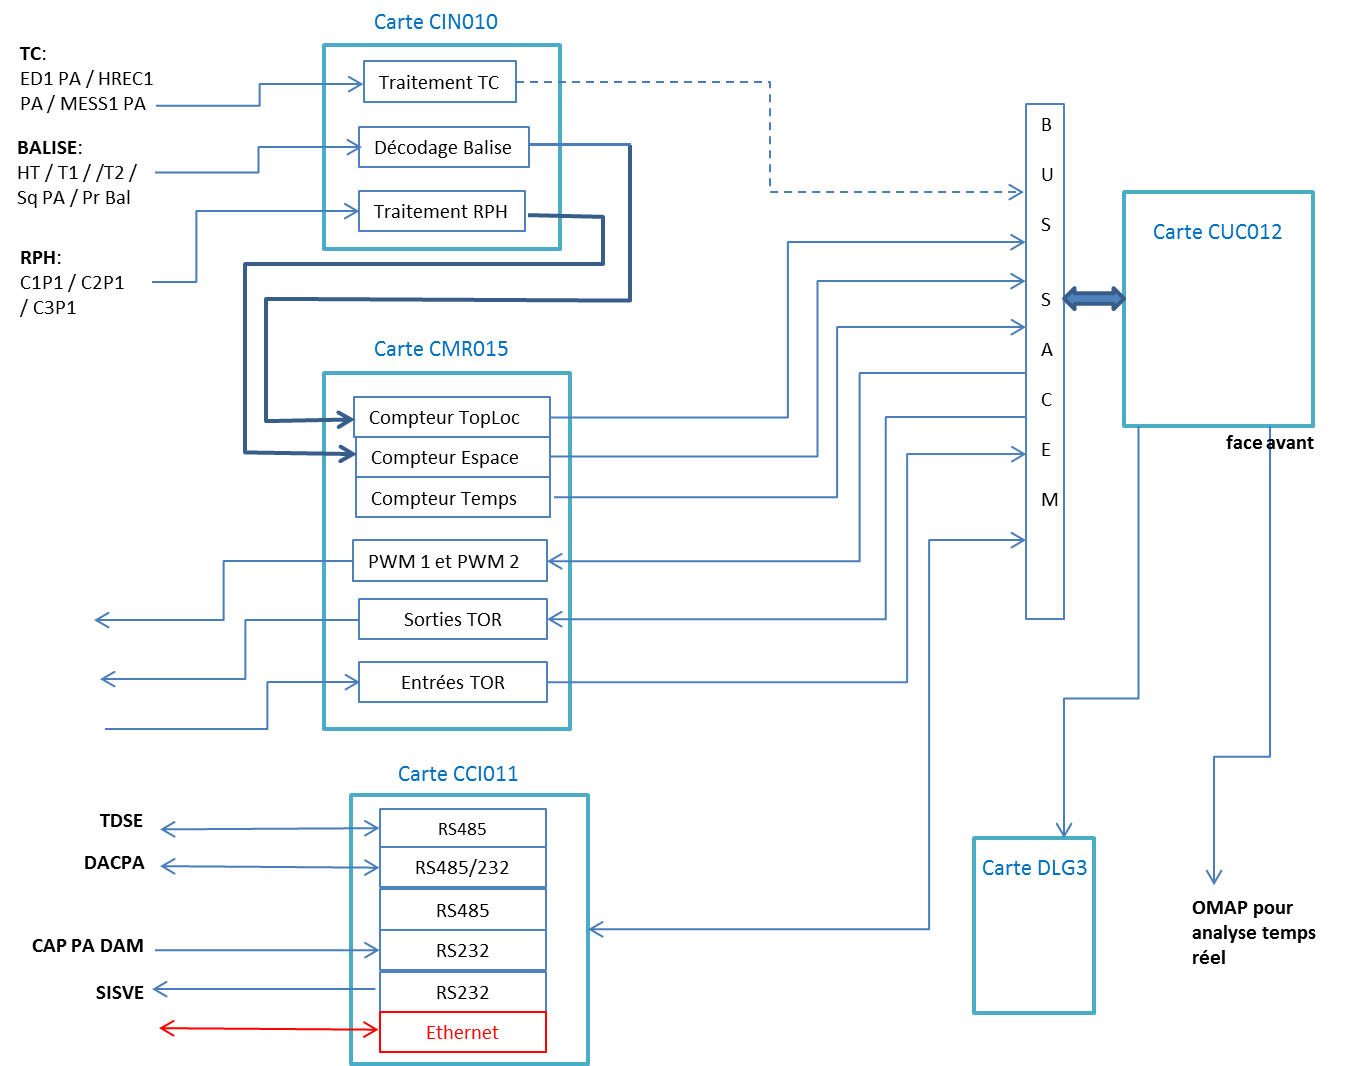 Carte CIN010
TC:
ED1 PA / HREC1
PA / MESS1 PA
Traitement TC
BALISE:
HT / T1 / /T2 /
Sq PA / Pr Bal
Décodage Balise
Traitement RPH
RPH:
C1P1 / C2P1
/ C3P1
B
U
S
S
A
C
E
M
Carte CUC012
face avant
Carte CMR015
Compteur TopLoc
Compteur Espace
Compteur Temps
PWM 1 et PWM 2
Sorties TOR
Entrées TOR
Carte CCI011
TDSE
RS485
DACPA
RS485/232
RS485
CAP PA DAM
RS232
SISVE
RS232
Ethernet
Carte DLG3
OMAP pour
analyse temps
réel